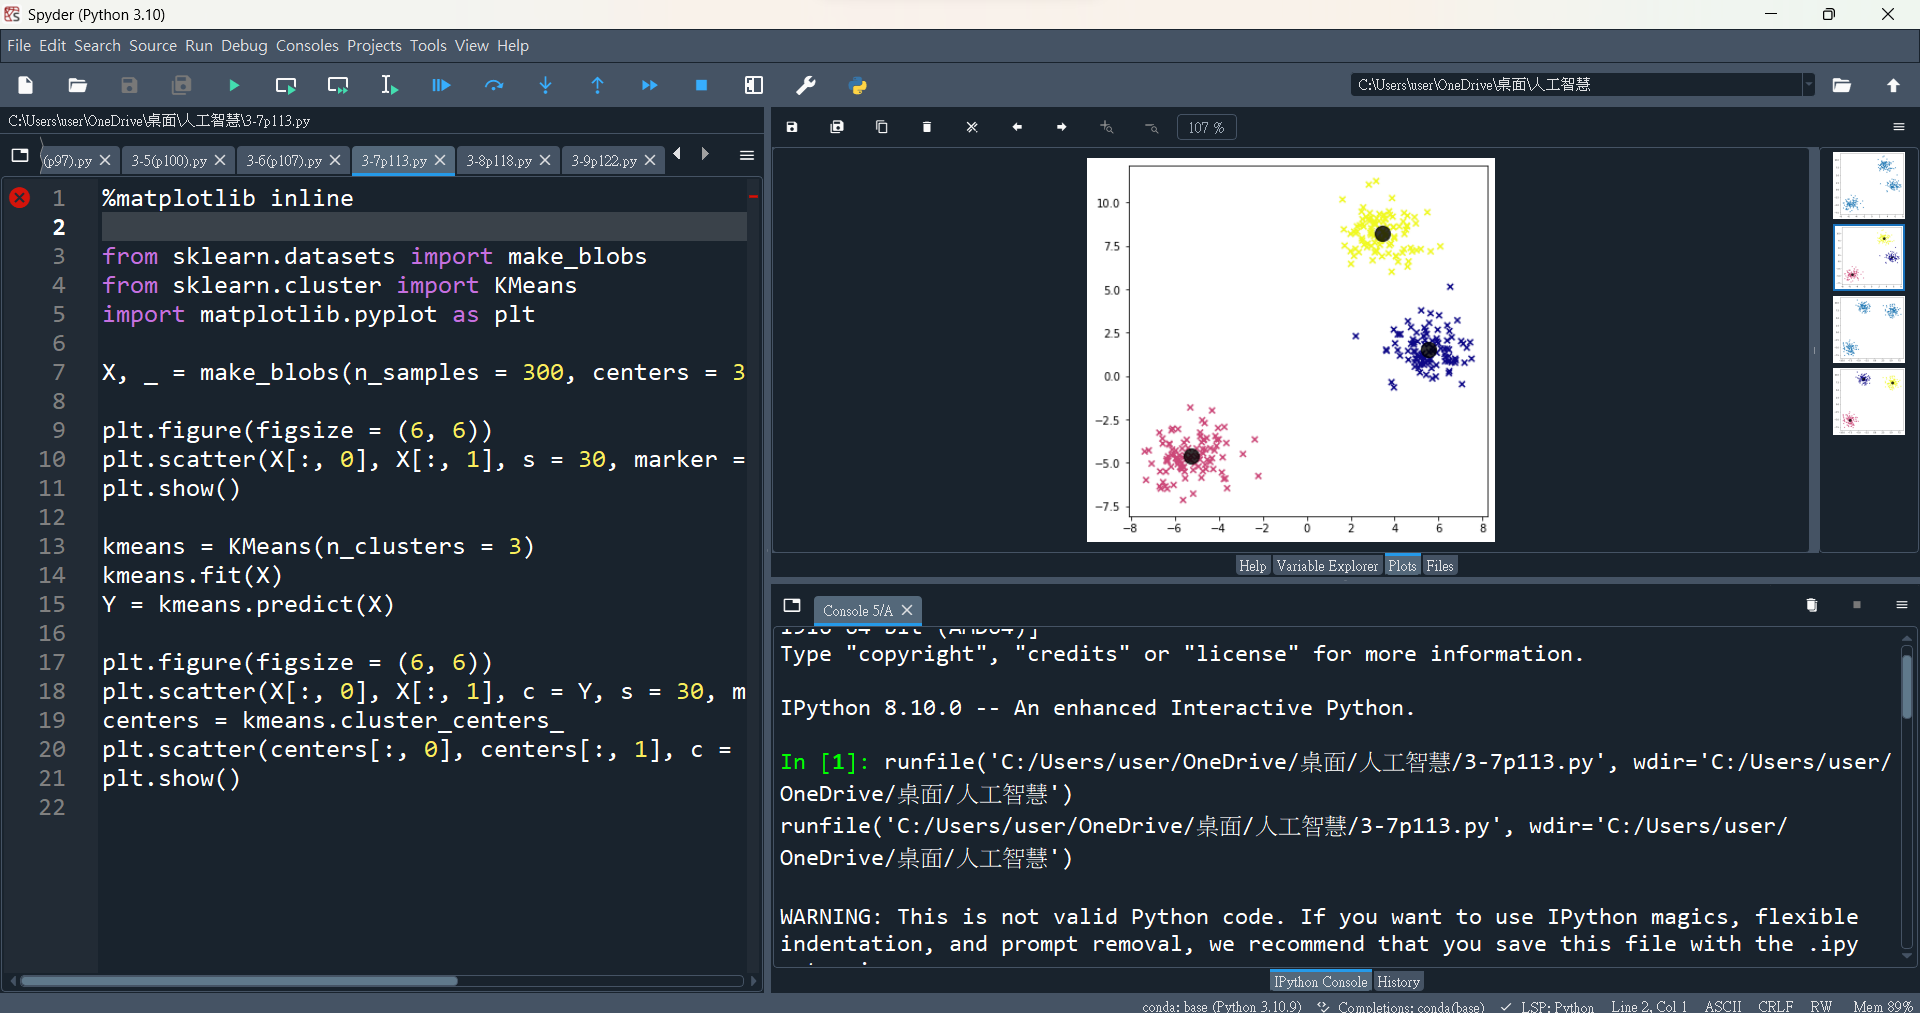 Spyder (Python 3.10)
File Edit Search Source Run Debug Consoles Projects Tools View Help
C:\Users\user\OneDrive\桌面\人工智慧
C:\Users\user\OneDrive\桌面\人工智慧\3-7p113.py
(p97).py 3-5(p100).py 3-6(p107).py 3-7p113.py 3-8p118.py 3-9p122.py
1 %matplotlib inline
2
3 from sklearn.datasets import make_blobs
4 from sklearn.cluster import KMeans
5 import matplotlib.pyplot as plt
6
7 X, _ = make_blobs(n_samples = 300, centers = 3
8
9 plt.figure(figsize = (6, 6))
10 plt.scatter(X[:, 0], X[:, 1], s = 30, marker =
11 plt.show()
12
13 kmeans = KMeans(n_clusters = 3)
14 kmeans.fit(X)
15 Y = kmeans.predict(X)
16
17 plt.figure(figsize = (6, 6))
18 plt.scatter(X[:, 0], X[:, 1], c = Y, s = 30, m
19 centers = kmeans.cluster_centers_
20 plt.scatter(centers[:, 0], centers[:, 1], c =
21 plt.show()
22
107 %
10.0
7.5
5.0
2.5
0.0
−2.5
−5.0
−7.5
−8 −6 −4 −2 0 2 4 6 8
Help Variable Explorer Plots Files
Console 5/A
1916 64 bit (AMD64)]
Type "copyright", "credits" or "license" for more information.
IPython 8.10.0 -- An enhanced Interactive Python.
In [1]: runfile('C:/Users/user/OneDrive/桌面/人工智慧/3-7p113.py', wdir='C:/Users/user/
OneDrive/桌面/人工智慧')
runfile('C:/Users/user/OneDrive/桌面/人工智慧/3-7p113.py', wdir='C:/Users/user/
OneDrive/桌面/人工智慧')
WARNING: This is not valid Python code. If you want to use IPython magics, flexible
indentation, and prompt removal, we recommend that you save this file with the .ipy
IPython Console History
conda: base (Python 3.10.9) Completions: conda(base) LSP: Python Line 2, Col 1 ASCII CRLF RW Mem 89%